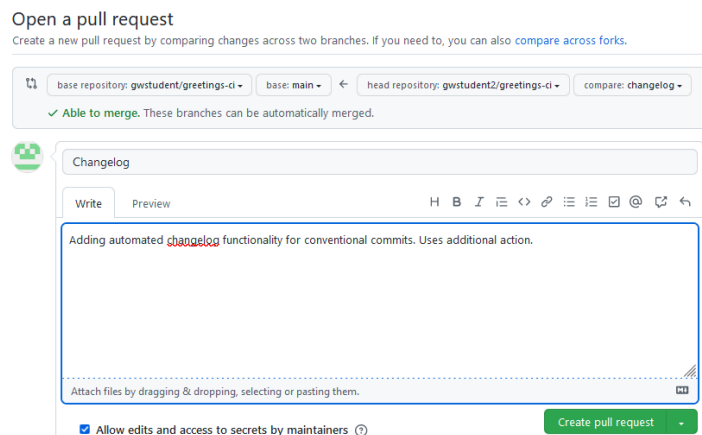 Open a pull request
Create a new pull request by comparing changes across two branches. If you need to, you can also compare across forks.
base repository: gwstudent/greetings-ci base: main head repository: gwstudent2/greetings-ci compare: changelog
Able to merge. These branches can be automatically merged.
Changelog
Write Preview
Adding automated changelog functionality for conventional commits. Uses additional action.
Attach files by dragging & dropping, selecting or pasting them.
Allow edits and access to secrets by maintainers
Create pull request